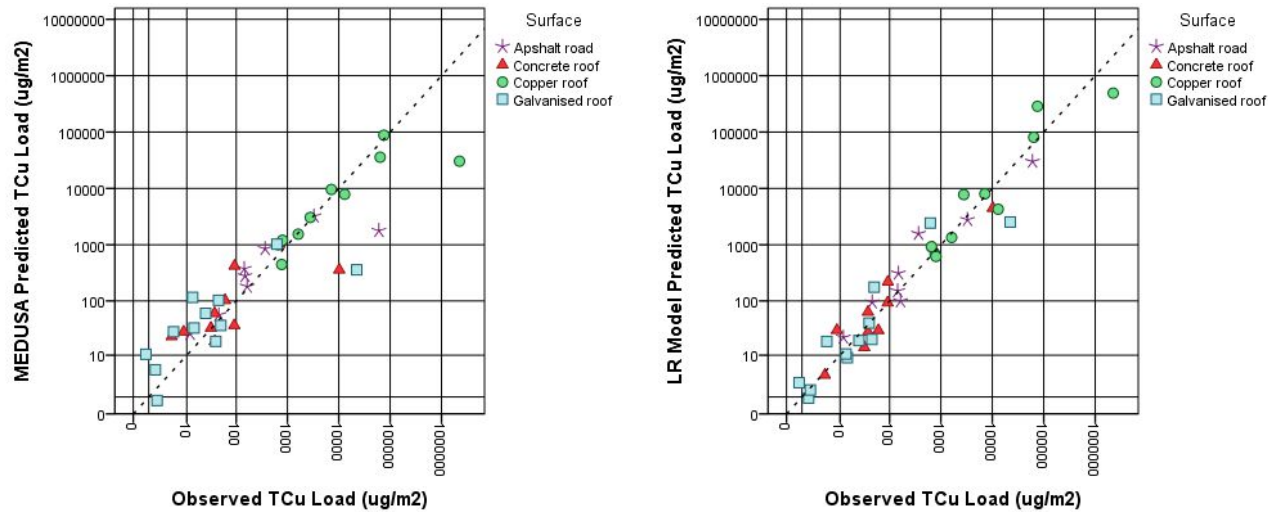 MEDUSA Predicted TCu Load (ug/m2)
10000000
1000000
100000
10000
1000
100
10
0
0
10
100
1000
10000
100000
1000000
Observed TCu Load (ug/m2)
Surface
Apshalt road
Concrete roof
Copper roof
Galvanised roof
LR Model Predicted TCu Load (ug/m2)
10000000
1000000
100000
10000
1000
100
10
0
0
10
100
1000
10000
100000
1000000
Observed TCu Load (ug/m2)
Surface
Apshalt road
Concrete roof
Copper roof
Galvanised roof